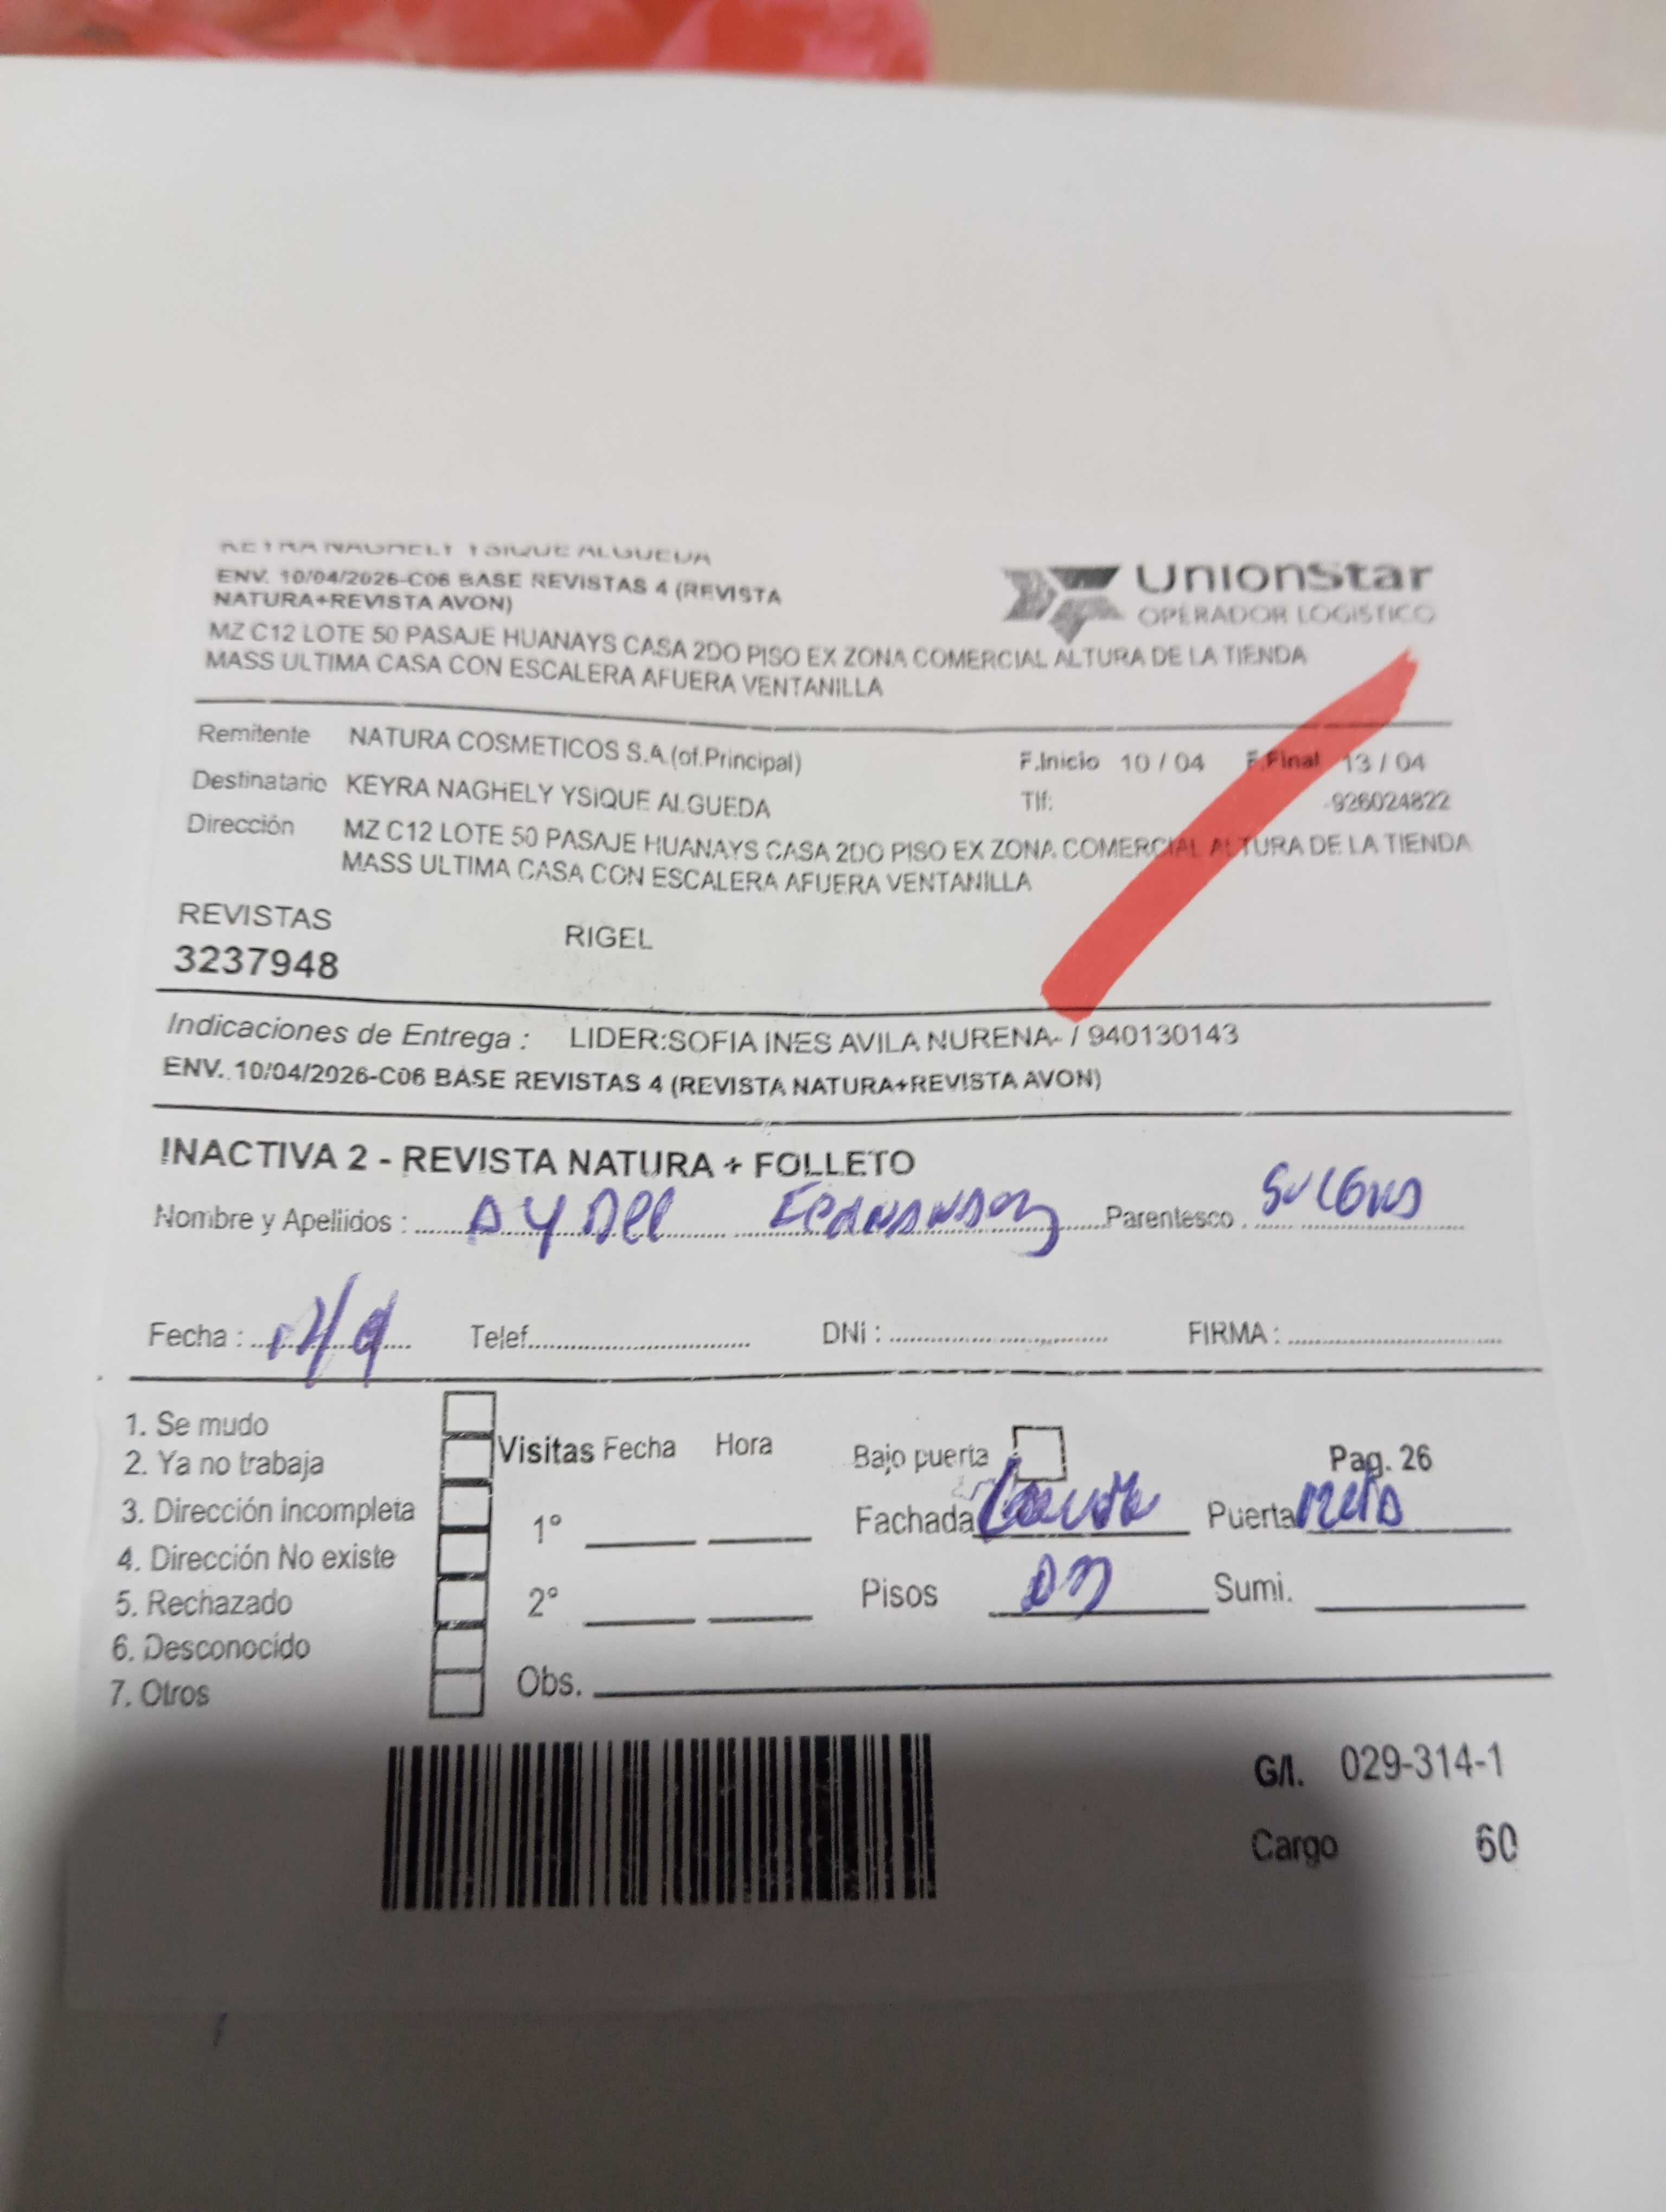 KEYRA NAGHELY YSIQUE ALGUEDA
ENV. 10/04/2026-C06 BASE REVISTAS 4 (REVISTA
NATURA+REVISTA AVON)
UnionStar
OPERADOR LOGISTICO
MZ C12 LOTE 50 PASAJE HUANAYS CASA 2DO PISO EX ZONA COMERCIAL ALTURA DE LA TIENDA
MASS ULTIMA CASA CON ESCALERA AFUERA VENTANILLA
Remitente NATURA COSMETICOS S.A.(of.Principal) F.Inicio 10 / 04 F.Final 13 / 04
Destinatario KEYRA NAGHELY YSIQUE ALGUEDA Tlf: 926024822
Dirección MZ C12 LOTE 50 PASAJE HUANAYS CASA 2DO PISO EX ZONA COMERCIAL ALTURA DE LA TIENDA
MASS ULTIMA CASA CON ESCALERA AFUERA VENTANILLA
REVISTAS RIGEL
3237948
Indicaciones de Entrega : LIDER:SOFIA INES AVILA NURENA- / 940130143
ENV. 10/04/2026-C06 BASE REVISTAS 4 (REVISTA NATURA+REVISTA AVON)
INACTIVA 2 - REVISTA NATURA + FOLLETO
Nombre y Apellidos : Parentesco
Fecha : Telef. DNI : FIRMA :
1. Se mudo
2. Ya no trabaja
3. Dirección incompleta
4. Dirección No existe
5. Rechazado
6. Desconocido
7. Otros
Visitas Fecha Hora
1°
2°
Obs.
Bajo puerta Pag. 26
Fachada Puerta
Pisos Sumi.
G/I. 029-314-1
Cargo 60